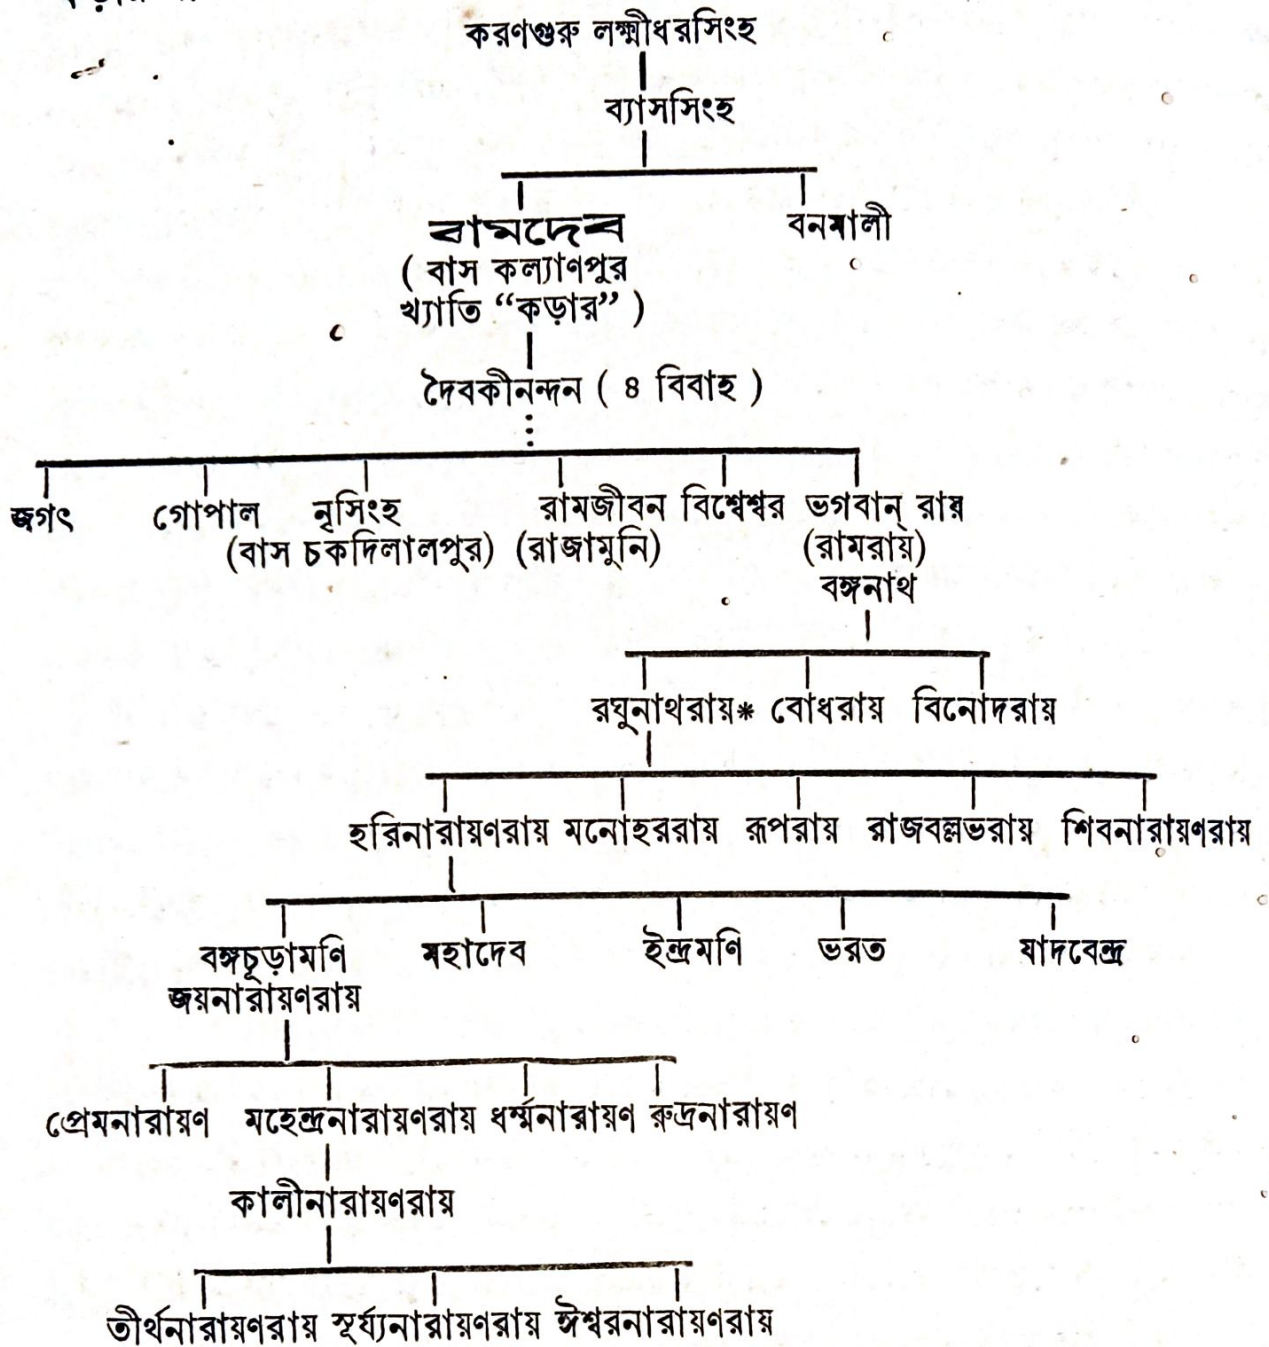 করণগুরু লক্ষ্মীধরসিংহ
ব্যাসসিংহ
বামদেব বনমালী
( বাস কল্যাণপুর
খ্যাতি “কড়ার” )
দৈবকীনন্দন ( ৪ বিবাহ )
জগৎ গোপাল নৃসিংহ রামজীবন বিশ্বেশ্বর ভগবান্ রায়
(বাস চকদিলালপুর) (রাজামুনি) (রামরায়)
বঙ্গনাথ
রঘুনাথরায়* বোধরায় বিনোদরায়
হরিনারায়ণরায় মনোহররায় রূপরায় রাজবল্লভরায় শিবনারায়ণরায়
বঙ্গচূড়ামণি মহাদেব ইন্দ্রমণি ভরত যাদবেন্দ্র
জয়নারায়ণরায়
প্রেমনারায়ণ মহেন্দ্রনারায়ণরায় ধর্ম্মনারায়ণ রুদ্রনারায়ণ
কালীনারায়ণরায়
তীর্থনারায়ণরায় সূর্য্যনারায়ণরায় ঈশ্বরনারায়ণরায়